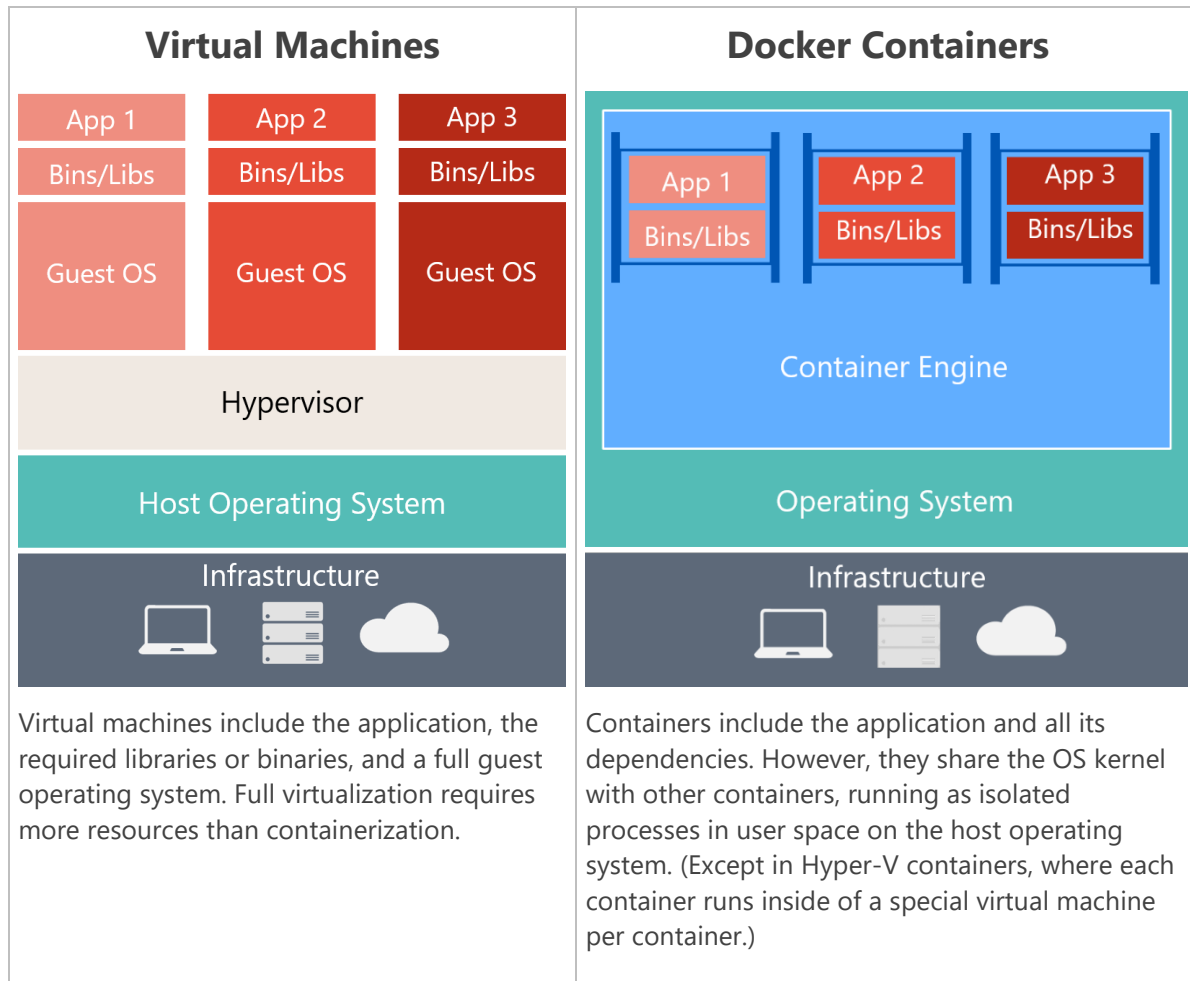 Virtual Machines
App 1
App 2
App 3
Bins/Libs
Bins/Libs
Bins/Libs
Guest OS
Guest OS
Guest OS
Hypervisor
Host Operating System
Infrastructure
Virtual machines include the application, the
required libraries or binaries, and a full guest
operating system. Full virtualization requires
more resources than containerization.
Docker Containers
App 1
App 2
App 3
Bins/Libs
Bins/Libs
Bins/Libs
Container Engine
Operating System
Infrastructure
Containers include the application and all its
dependencies. However, they share the OS kernel
with other containers, running as isolated
processes in user space on the host operating
system. (Except in Hyper-V containers, where each
container runs inside of a special virtual machine
per container.)